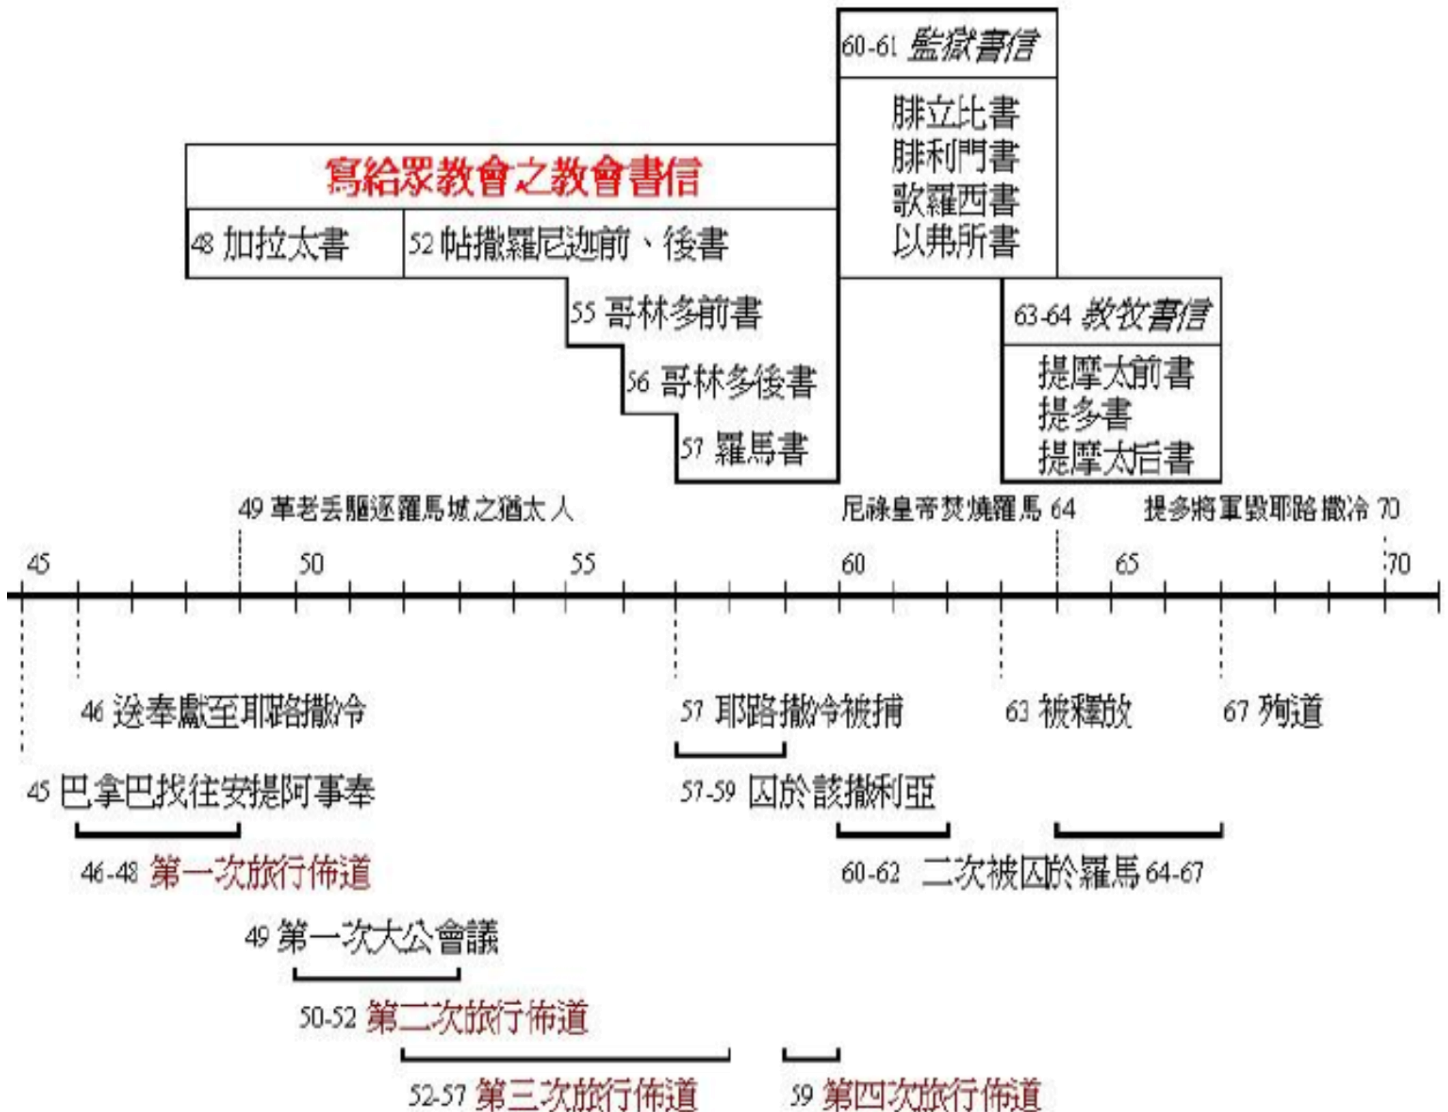 60-61 監獄書信
腓立比書
腓利門書
歌羅西書
以弗所書
寫給眾教會之教會書信
48 加拉太書
52 帖撒羅尼迦前、後書
55 哥林多前書
56 哥林多後書
57 羅馬書
63-64 教牧書信
提摩太前書
提多書
提摩太后書
49 革老丟驅逐羅馬城之猶太人
尼祿皇帝焚燒羅馬 64
提多將軍毀耶路撒冷 70
45 50 55 60 65 70
46 送奉獻至耶路撒冷
57 耶路撒冷被捕
63 被釋放
67 殉道
45 巴拿巴找往安提阿事奉
57-59 囚於該撒利亞
46-48 第一次旅行佈道
60-62 二次被囚於羅馬 64-67
49 第一次大公會議
50-52 第二次旅行佈道
52-57 第三次旅行佈道
59 第四次旅行佈道